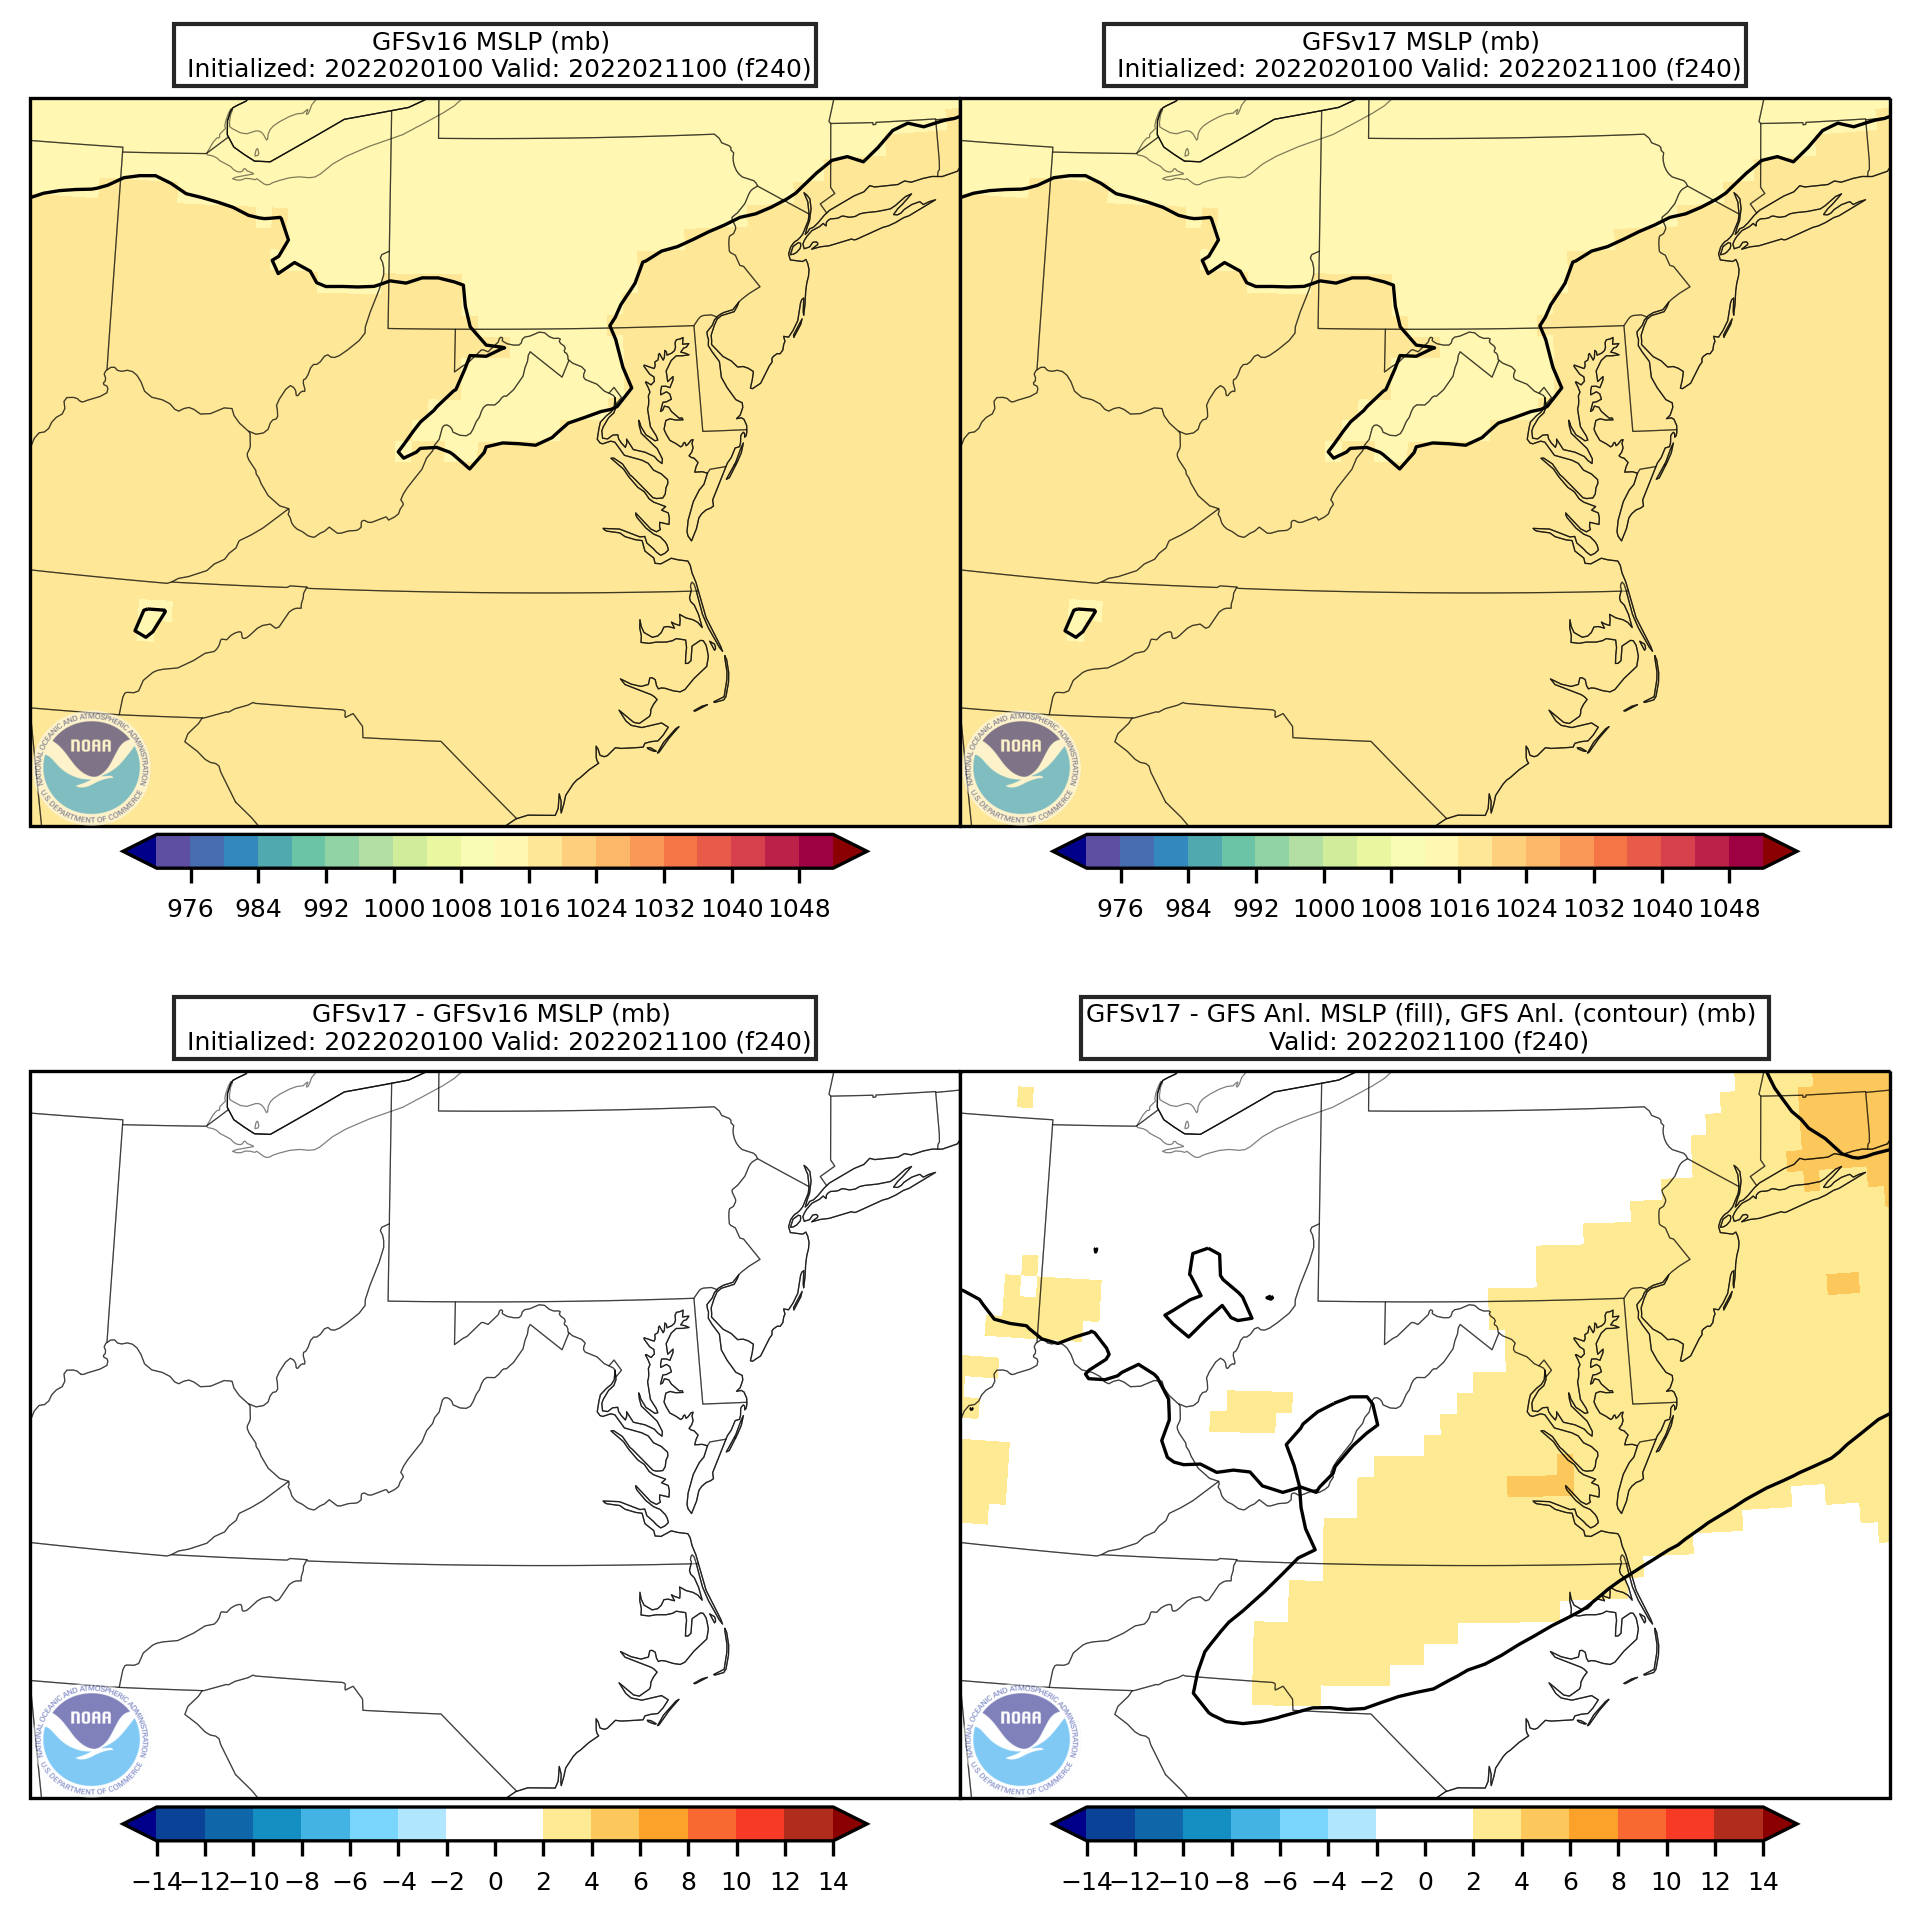 GFSv16 MSLP (mb)
Initialized: 2022020100 Valid: 2022021100 (f240)
GFSv17 MSLP (mb)
Initialized: 2022020100 Valid: 2022021100 (f240)
NATIONAL OCEANIC AND ATMOSPHERIC ADMINISTRATION
NOAA
U.S. DEPARTMENT OF COMMERCE
NATIONAL OCEANIC AND ATMOSPHERIC ADMINISTRATION
NOAA
U.S. DEPARTMENT OF COMMERCE
976 984 992 1000 1008 1016 1024 1032 1040 1048
976 984 992 1000 1008 1016 1024 1032 1040 1048
GFSv17 - GFSv16 MSLP (mb)
Initialized: 2022020100 Valid: 2022021100 (f240)
GFSv17 - GFS Anl. MSLP (fill), GFS Anl. (contour) (mb)
Valid: 2022021100 (f240)
NATIONAL OCEANIC AND ATMOSPHERIC ADMINISTRATION
NOAA
U.S. DEPARTMENT OF COMMERCE
NATIONAL OCEANIC AND ATMOSPHERIC ADMINISTRATION
NOAA
U.S. DEPARTMENT OF COMMERCE
−14 −12 −10 −8 −6 −4 −2 0 2 4 6 8 10 12 14
−14 −12 −10 −8 −6 −4 −2 0 2 4 6 8 10 12 14